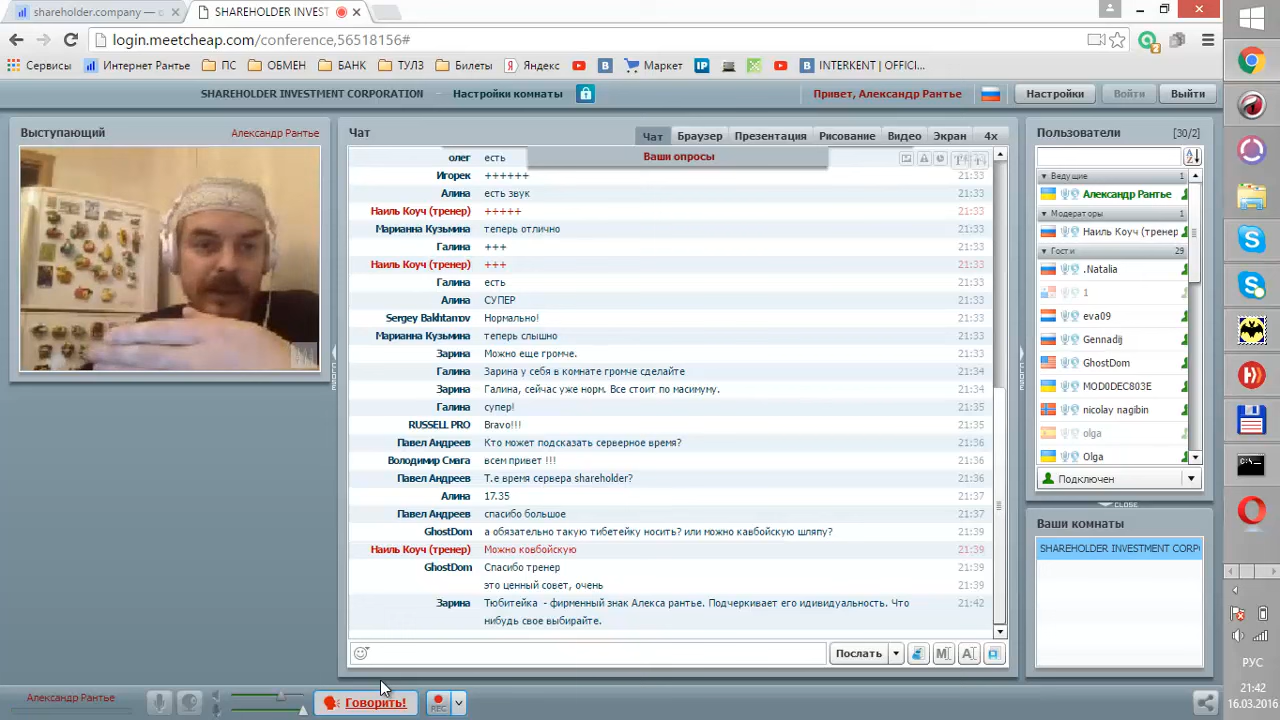 shareholder.company — c
SHAREHOLDER INVEST
login.meetcheap.com/conference,56518156#
Сервисы
Интернет Рантье
ПС
ОБМЕН
БАНК
ТУЛЗ
Билеты
Яндекс
Маркет
INTERKENT | OFFICI...
SHAREHOLDER INVESTMENT CORPORATION
Настройки комнаты
Привет, Александр Рантье
Настройки
Войти
Выйти
Выступающий
Александр Рантье
Чат
Чат
Браузер
Презентация
Рисование
Видео
Экран
4x
Ваши опросы
олег есть
Игорек ++++++ 21:33
Алина есть звук 21:33
Наиль Коуч (тренер) +++++ 21:33
Марианна Кузьмина теперь отлично 21:33
Галина +++ 21:33
Наиль Коуч (тренер) +++ 21:33
Галина есть 21:33
Алина СУПЕР 21:33
Sergey Bakhtamov Нормально! 21:33
Марианна Кузьмина теперь слышно 21:33
Зарина Можно еще громче. 21:33
Галина Зарина у себя в комнате громче сделайте 21:34
Зарина Галина, сейчас уже норм. Все стоит по масимуму. 21:34
Галина супер! 21:35
RUSSELL PRO Bravo!!! 21:35
Павел Андреев Кто может подсказать серверное время? 21:36
Володимир Смага всем привет !!! 21:36
Павел Андреев Т.е время сервера shareholder? 21:36
Алина 17.35 21:37
Павел Андреев спасибо большое 21:37
GhostDom а обязательно такую тибетейку носить? или можно кавбойскую шляпу? 21:39
Наиль Коуч (тренер) Можно ковбойскую 21:39
GhostDom Спасибо тренер 21:39
это ценный совет, очень 21:39
Зарина Тюбитейка - фирменный знак Алекса рантье. Подчеркивает его идивидуальность. Что 21:42
нибудь свое выбирайте.
Послать
Пользователи [30/2]
Ведущие 1
Александр Рантье
Модераторы 1
Наиль Коуч (тренер
Гости 29
.Natalia
1
eva09
Gennadij
GhostDom
MOD0DEC803E
nicolay nagibin
olga
Olga
Подключен
CLOSE
Ваши комнаты
SHAREHOLDER INVESTMENT CORP
Александр Рантье
Говорить!
REC
РУС
21:42
16.03.2016